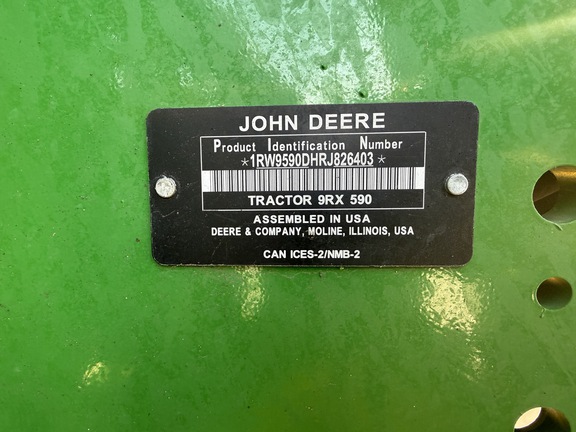 JOHN DEERE
Product Identification Number
*1RW9590DHRJ826403*
TRACTOR 9RX 590
ASSEMBLED IN USA
DEERE & COMPANY, MOLINE, ILLINOIS, USA
CAN ICES-2/NMB-2